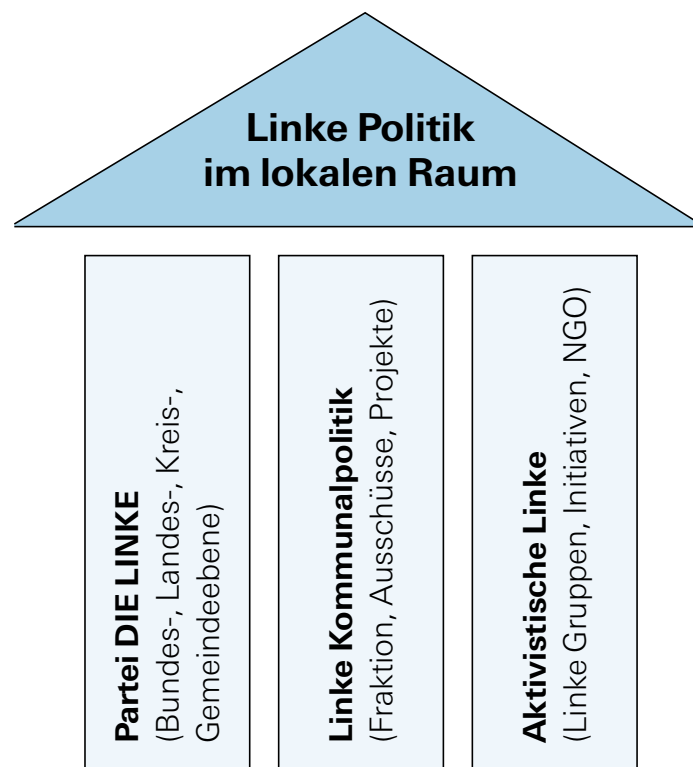 Linke Politik
im lokalen Raum
Partei DIE LINKE
(Bundes-, Landes-, Kreis-,
Gemeindeebene)
Linke Kommunalpolitik
(Fraktion, Ausschüsse, Projekte)
Aktivistische Linke
(Linke Gruppen, Initiativen, NGO)